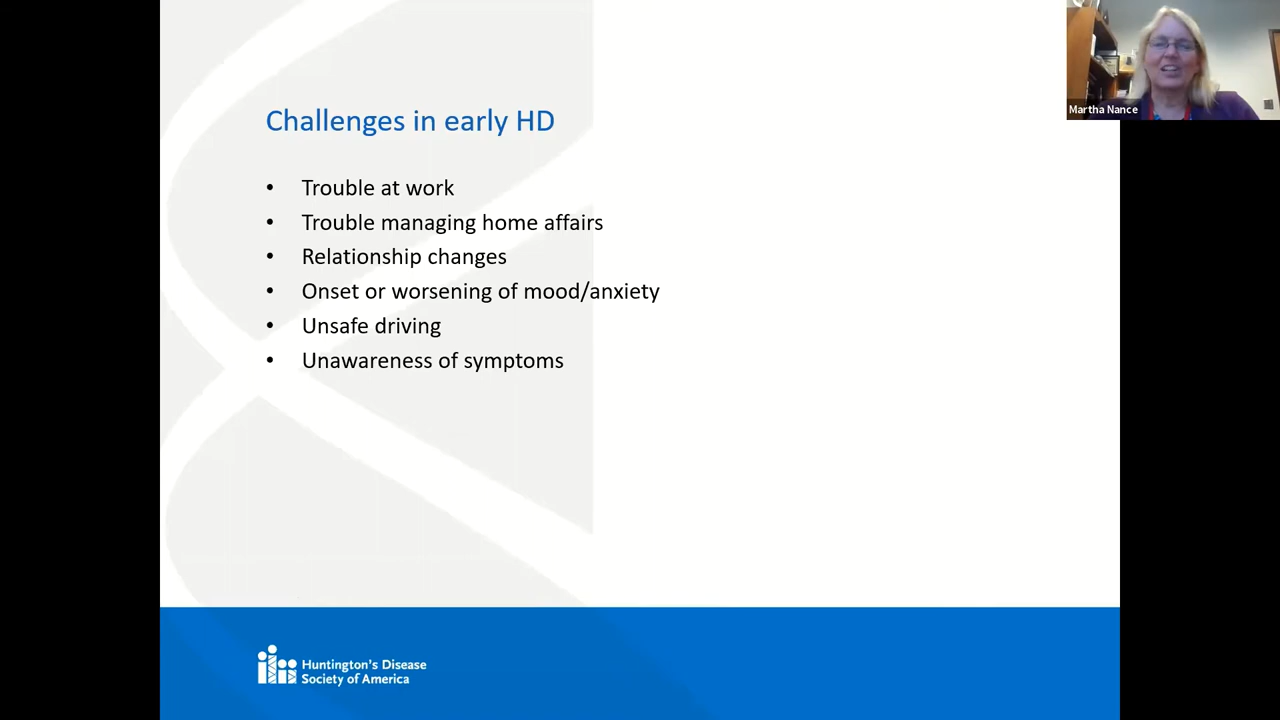 Martha Nance
Challenges in early HD
• Trouble at work
• Trouble managing home affairs
• Relationship changes
• Onset or worsening of mood/anxiety
• Unsafe driving
• Unawareness of symptoms
Huntington's Disease
Society of America